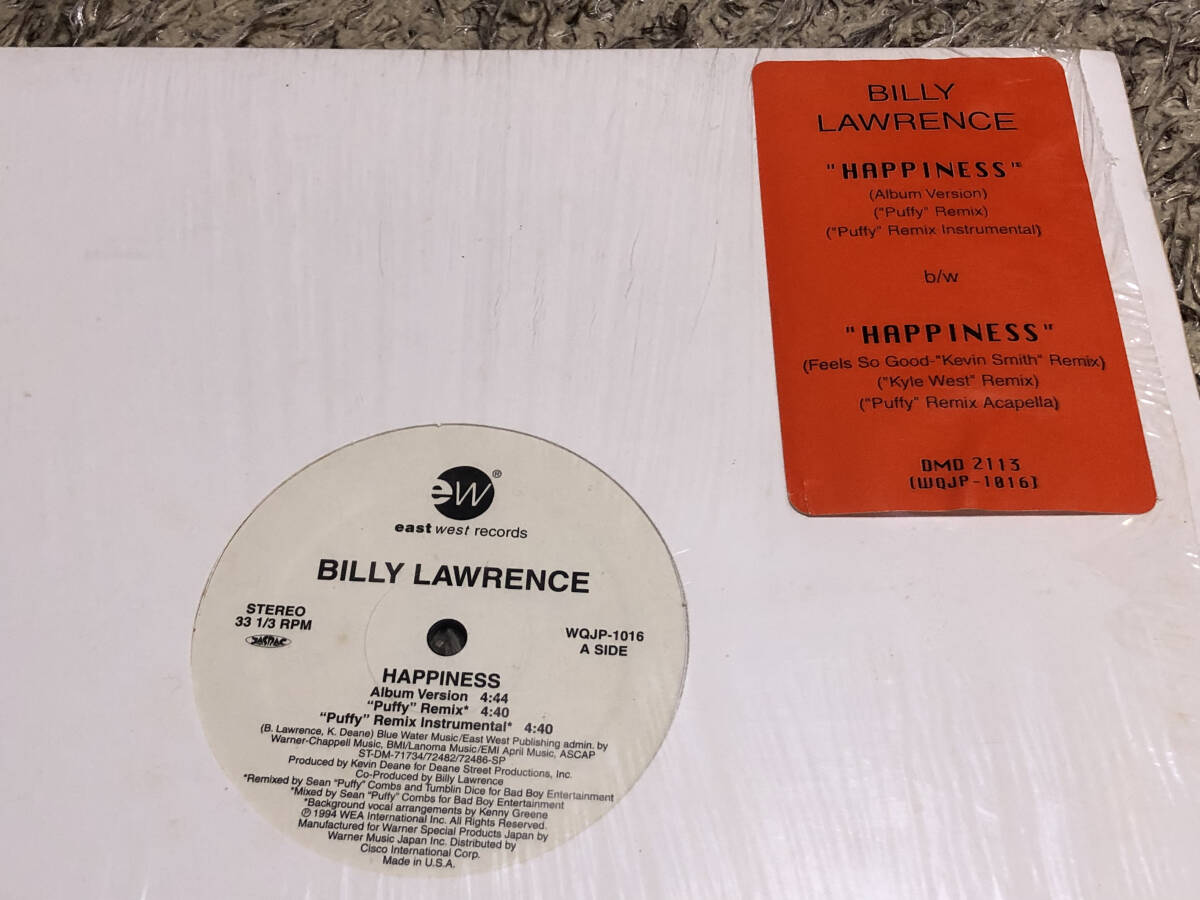 BILLY
LAWRENCE
"HAPPINESS"
(Album Version)
("Puffy" Remix)
("Puffy" Remix Instrumental)
b/w
"HAPPINESS"
(Feels So Good-"Kevin Smith" Remix)
("Kyle West" Remix)
("Puffy" Remix Acapella)
DMD 2113
(WQJP-1016)
ew®
east west records
BILLY LAWRENCE
STEREO
33 1/3 RPM
WQJP-1016
A SIDE
HAPPINESS
Album Version 4:44
"Puffy" Remix* 4:40
"Puffy" Remix Instrumental* 4:40
(B. Lawrence, K. Deane) Blue Water Music/East West Publishing admin. by
Warner-Chappell Music, BMI/Lanoma Music/EMI April Music, ASCAP
ST-DM-71734/72482/72486-SP
Produced by Kevin Deane for Deane Street Productions, Inc.
Co-Produced by Billy Lawrence
*Remixed by Sean "Puffy" Combs and Tumblin Dice for Bad Boy Entertainment
*Mixed by Sean "Puffy" Combs for Bad Boy Entertainment
*Background vocal arrangements by Kenny Greene
℗ 1994 WEA International Inc. All Rights Reserved.
Manufactured for Warner Special Products Japan by
Warner Music Japan Inc. Distributed by
Cisco International Corp.
Made in U.S.A.